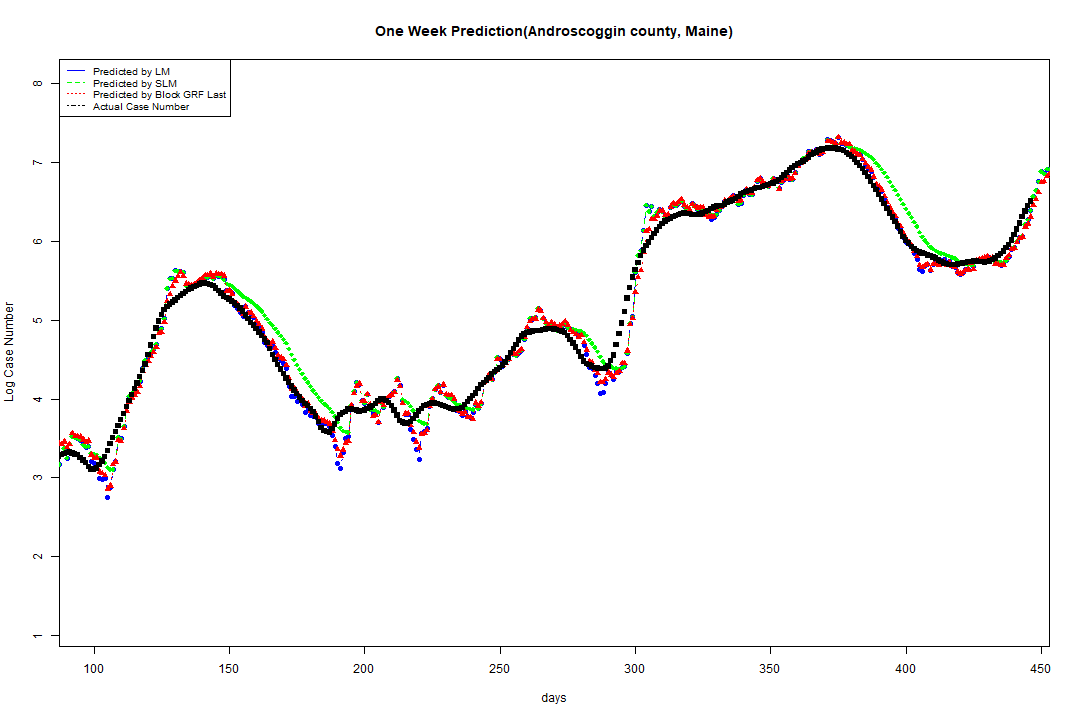 One Week Prediction(Androscoggin county, Maine)
Predicted by LM
Predicted by SLM
Predicted by Block GRF Last
Actual Case Number
Log Case Number
8
7
6
5
4
3
2
1
100 150 200 250 300 350 400 450
days